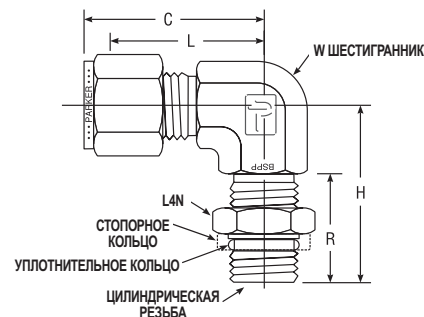 C
L
W ШЕСТИГРАННИК
PARKER
BSPP
H
R
L4N
СТОПОРНОЕ
КОЛЬЦО
УПЛОТНИТЕЛЬНОЕ КОЛЬЦО
ЦИЛИНДРИЧЕСКАЯ
РЕЗЬБА